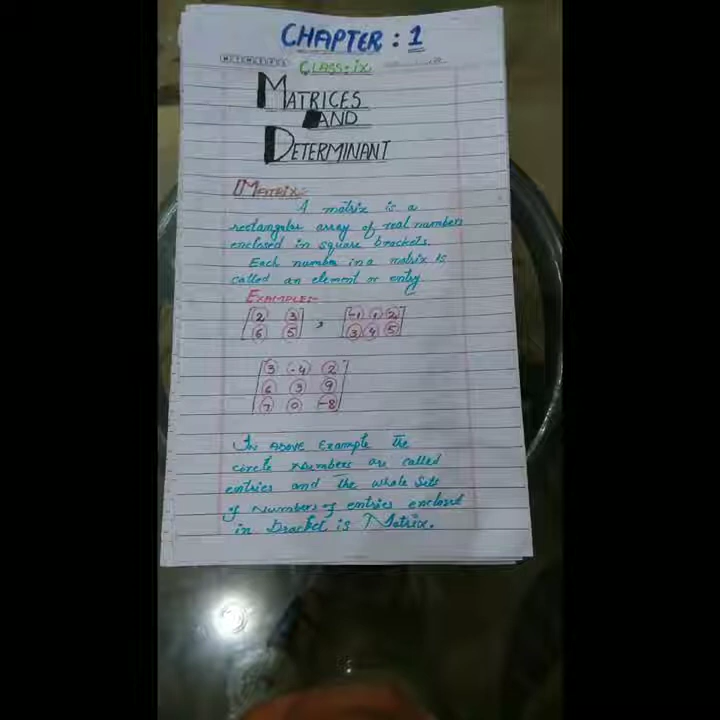 CHAPTER : 1
CLASS:IX
MATRICES
AND
DETERMINANT
MATRIX:
A matrix is a
rectangular array of real numbers
enclosed in square brackets.
Each number in a matrix is
called an element or entry
EXAMPLES:-
2 3 , -1 1 2
6 5 3 4 5
3 -4 2
6 3 9
7 0 -8
In above Example the
circle numbers are called
entries and the whole sets
of Numbers of entries enclosed
in bracket is Matrix.